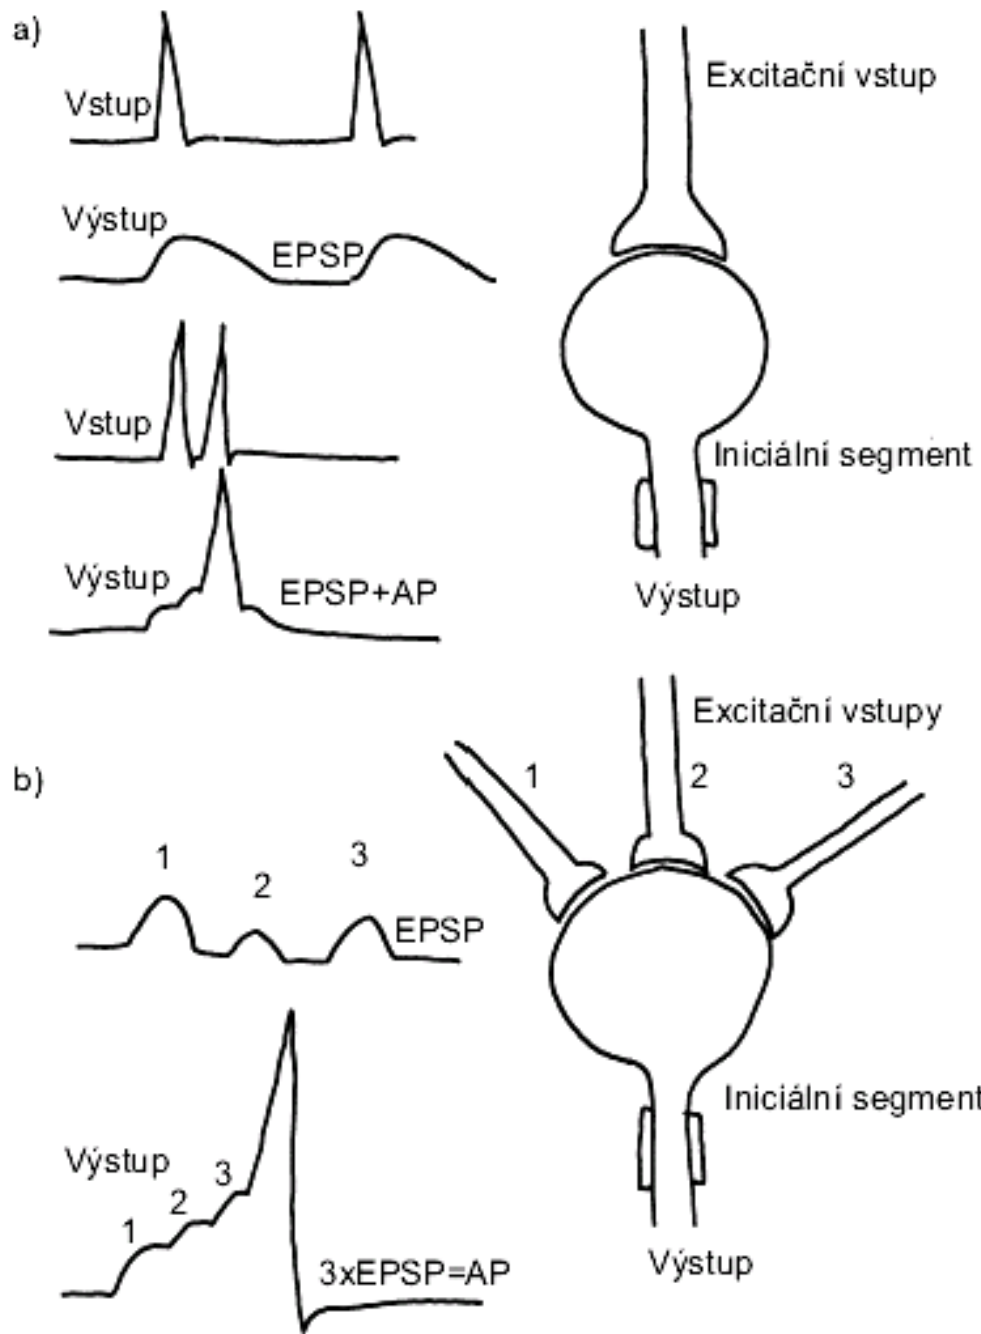 a)
Vstup
Excitační vstup
Výstup
EPSP
Vstup
Iniciální segment
Výstup
EPSP+AP
Výstup
b)
Excitační vstupy
1
2
3
1
2
3
EPSP
Iniciální segment
Výstup
1
2
3
3xEPSP=AP
Výstup